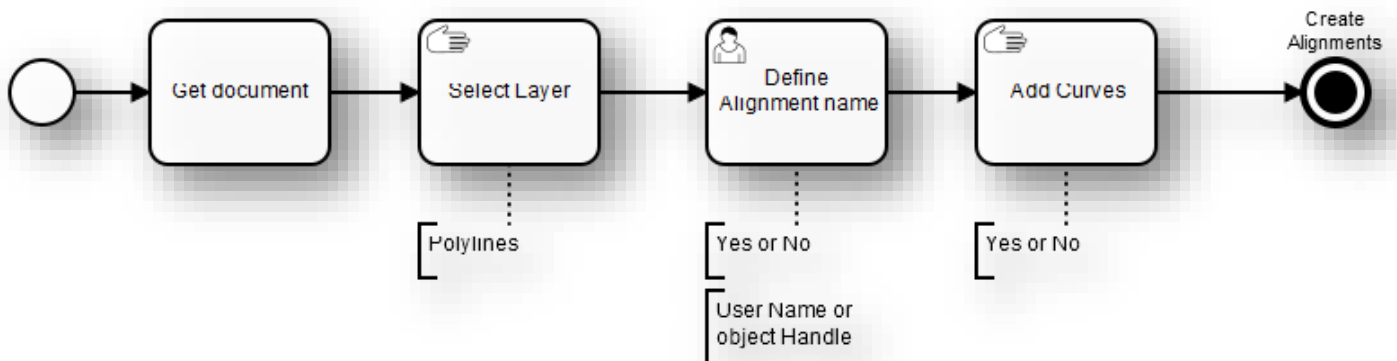 Create
Alignments
Get document
Select Layer
Define
Alignment name
Add Curves
Polylines
Yes or No
Yes or No
User Name or
object Handle